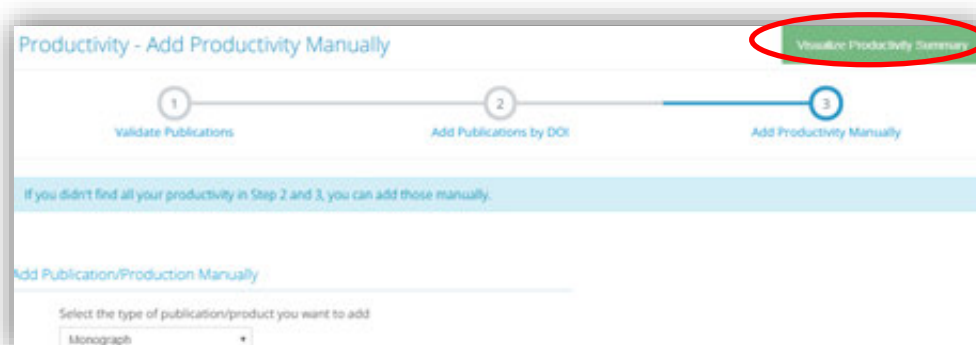 Productivity - Add Productivity Manually
Visualize Productivity Summary
1
2
3
Validate Publications
Add Publications by DOI
Add Productivity Manually
If you didn't find all your productivity in Step 2 and 3, you can add those manually.
Add Publication/Production Manually
Select the type of publication/product you want to add
Monograph